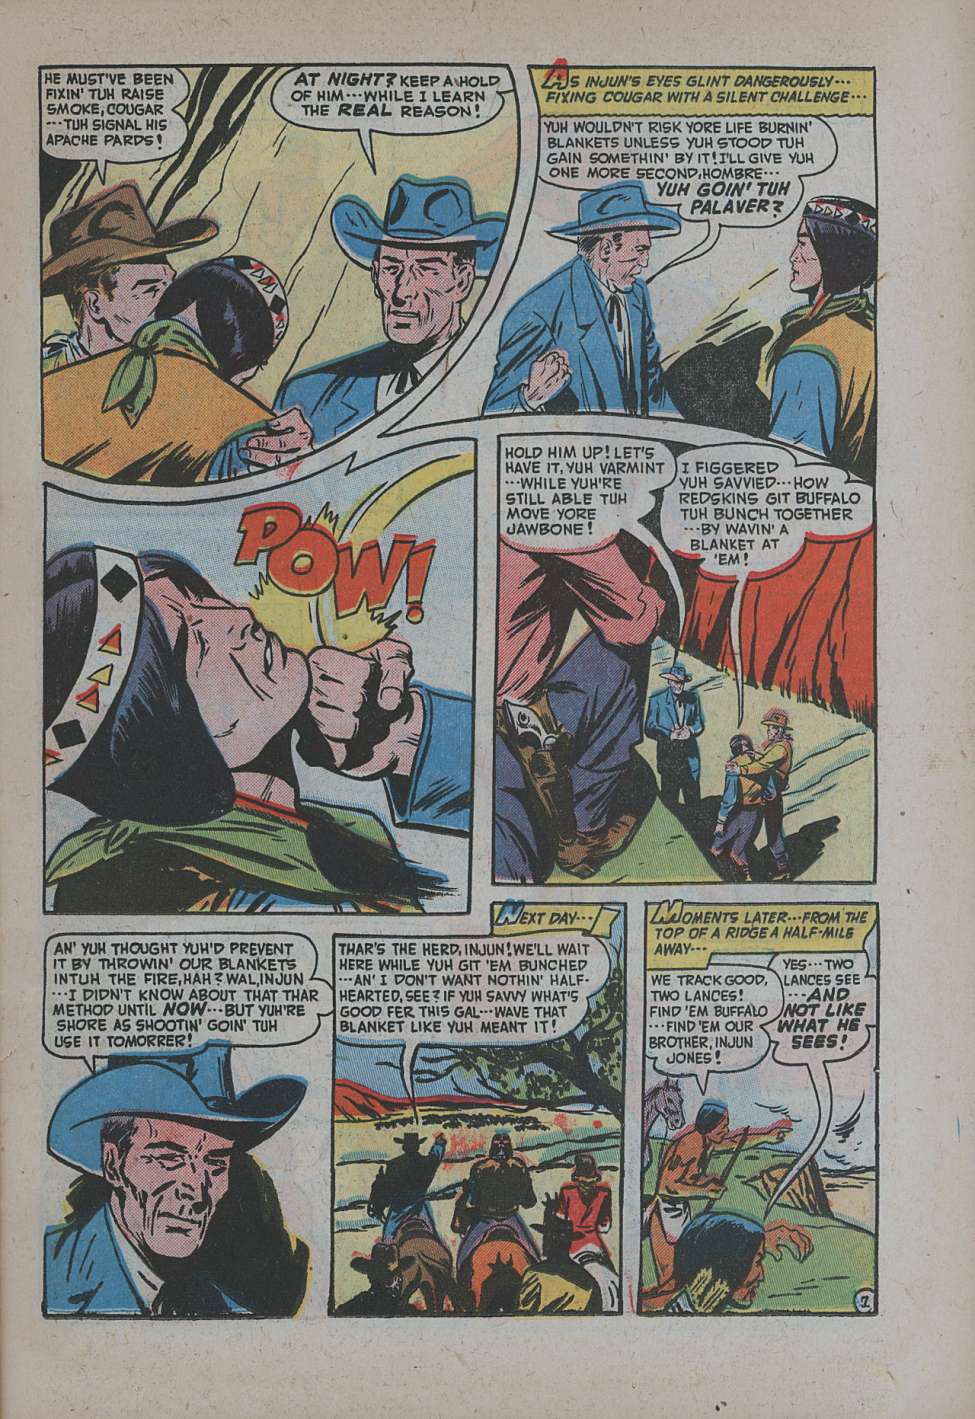 HE MUST'VE BEEN
FIXIN' TUH RAISE
SMOKE, COUGAR
---TUH SIGNAL HIS
APACHE PARDS!
AT NIGHT? KEEP A HOLD
OF HIM---WHILE I LEARN
THE REAL REASON!
AS INJUN'S EYES GLINT DANGEROUSLY---
FIXING COUGAR WITH A SILENT CHALLENGE---
YUH WOULDN'T RISK YORE LIFE BURNIN'
BLANKETS UNLESS YUH STOOD TUH
GAIN SOMETHIN' BY IT! I'LL GIVE YUH
ONE MORE SECOND, HOMBRE---
YUH GOIN' TUH
PALAVER?
POW!
HOLD HIM UP! LET'S
HAVE IT, YUH VARMINT
---WHILE YUH'RE
STILL ABLE TUH
MOVE YORE
JAWBONE!
I FIGGERED
YUH SAVVIED---HOW
REDSKINS GIT BUFFALO
TUH BUNCH TOGETHER
---BY WAVIN' A
BLANKET AT
'EM!
AN' YUH THOUGHT YUH'D PREVENT
IT BY THROWIN' OUR BLANKETS
INTUH THE FIRE, HAH? WAL, INJUN
---I DIDN'T KNOW ABOUT THAT THAR
METHOD UNTIL NOW---BUT YUH'RE
SHORE AS SHOOTIN' GOIN' TUH
USE IT TOMORRER!
NEXT DAY---
THAR'S THE HERD, INJUN! WE'LL WAIT
HERE WHILE YUH GIT 'EM BUNCHED
---AN' I DON'T WANT NOTHIN' HALF-
HEARTED, SEE? IF YUH SAVVY WHAT'S
GOOD FER THIS GAL---WAVE THAT
BLANKET LIKE YUH MEANT IT!
MOMENTS LATER---FROM THE
TOP OF A RIDGE A HALF-MILE
AWAY---
WE TRACK GOOD,
TWO LANCES!
FIND 'EM BUFFALO
---FIND 'EM OUR
BROTHER, INJUN
JONES!
YES---TWO
LANCES SEE
---AND
NOT LIKE
WHAT HE
SEES!
7